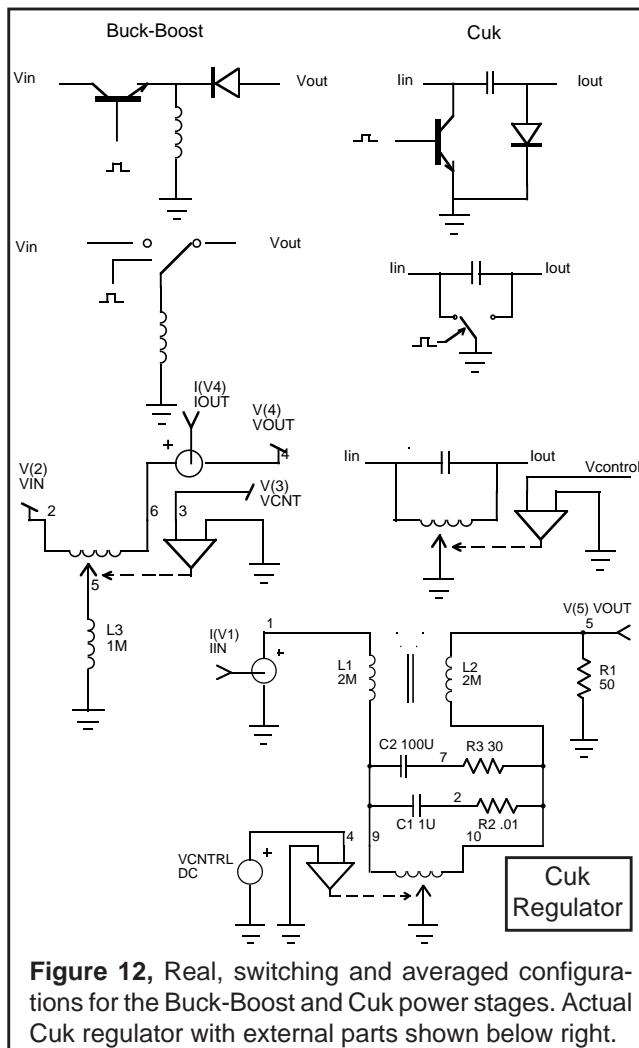 Buck-Boost
Cuk
Vin
Vout
Iin
Iout
Vin
Vout
Iin
Iout
I(V4)
IOUT
+
V(4)
VOUT
4
V(2)
VIN
2
6
3
V(3)
VCNT
5
L3
1M
Iin
Iout
Vcontrol
I(V1)
IIN
1
+
L1
2M
L2
2M
V(5) VOUT
5
R1
50
C2 100U
7
R3 30
C1 1U
2
R2 .01
9
10
VCNTRL
DC
+
4
Cuk
Regulator
Figure 12, Real, switching and averaged configura-
tions for the Buck-Boost and Cuk power stages. Actual
Cuk regulator with external parts shown below right.